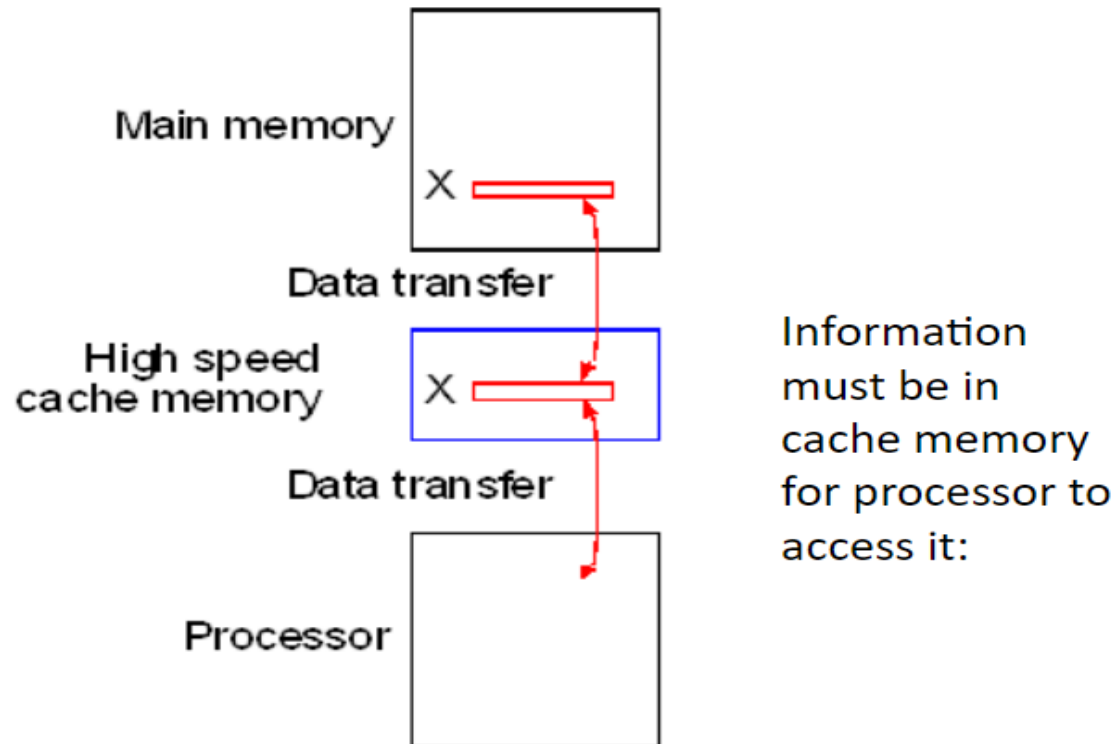 Main memory
X
Data transfer
High speed
cache memory
X
Data transfer
Processor
Information
must be in
cache memory
for processor to
access it: